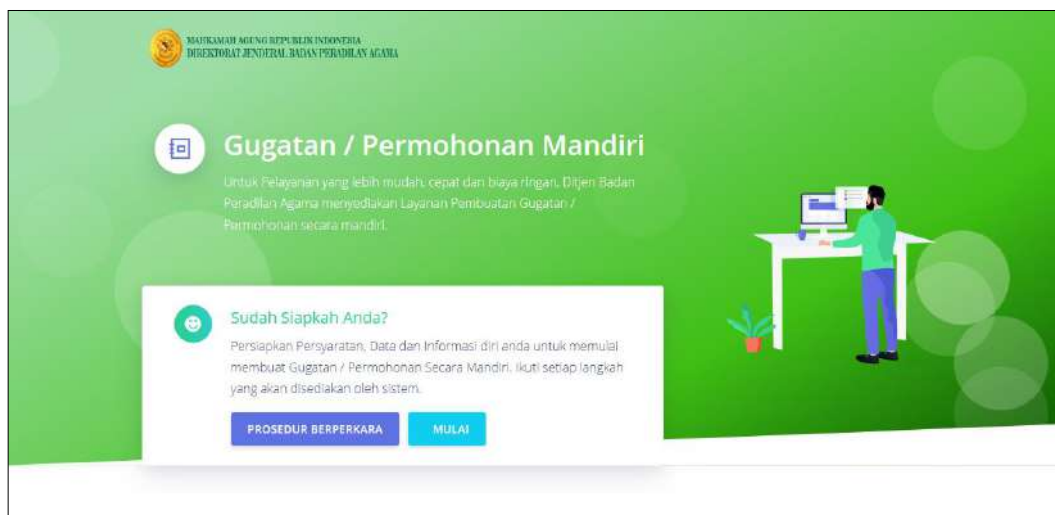 MAHKAMAH AGUNG REPUBLIK INDONESIA
DIREKTORAT JENDERAL BADAN PERADILAN AGAMA
Gugatan / Permohonan Mandiri
Untuk Pelayanan yang lebih mudah, cepat dan biaya ringan, Ditjen Badan
Peradilan Agama menyediakan Layanan Pembuatan Gugatan /
Permohonan secara mandiri.
Sudah Siapkah Anda?
Persiapkan Persyaratan, Data dan Informasi diri anda untuk memulai
membuat Gugatan / Permohonan Secara Mandiri. Ikuti setiap langkah
yang akan disediakan oleh sistem.
PROSEDUR BERPERKARA
MULAI